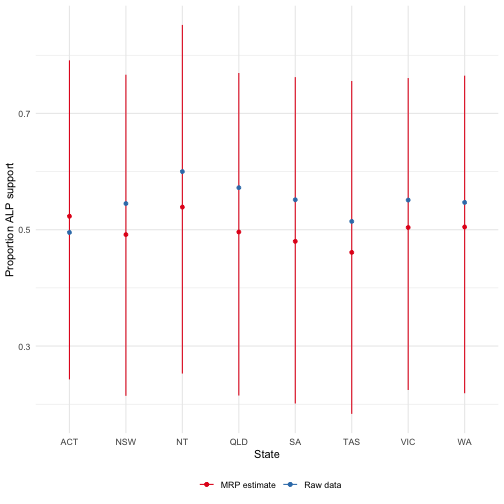 Proportion ALP support
0.7
0.5
0.3
ACT NSW NT QLD SA TAS VIC WA
State
MRP estimate Raw data